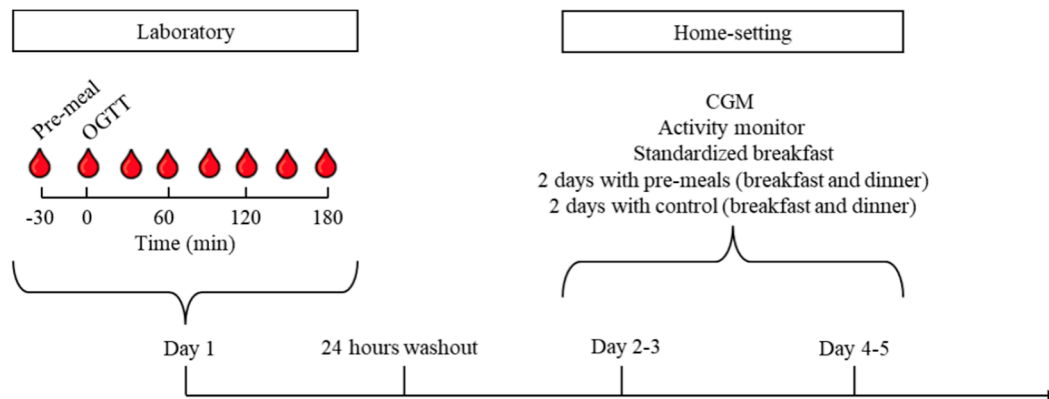 Laboratory
Pre-meal
OGTT
-30 0 60 120 180
Time (min)
Home-setting
CGM
Activity monitor
Standardized breakfast
2 days with pre-meals (breakfast and dinner)
2 days with control (breakfast and dinner)
Day 1 24 hours washout Day 2-3 Day 4-5